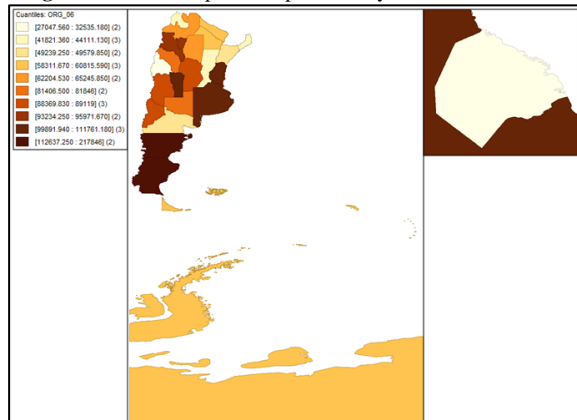 Cuantiles: ORG_06
[27047.560 : 32535.180] (2)
[41821.360 : 44111.130] (3)
[49239.250 : 49579.850] (2)
[58311.670 : 60815.590] (3)
[62204.530 : 65245.850] (2)
[81406.500 : 81846] (2)
[88369.830 : 89119] (3)
[93234.250 : 95971.670] (2)
[99891.940 : 111761.180] (3)
[112637.250 : 217846] (2)